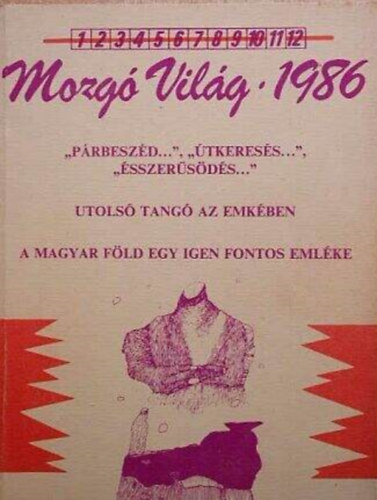 1 2 3 4 5 6 7 8 9 10 11 12
Mozgó Világ · 1986
„PÁRBESZÉD...”, „ÚTKERESÉS...”,
„ÉSSZERŰSÖDÉS...”
UTOLSÓ TANGÓ AZ EMKÉBEN
A MAGYAR FÖLD EGY IGEN FONTOS EMLÉKE